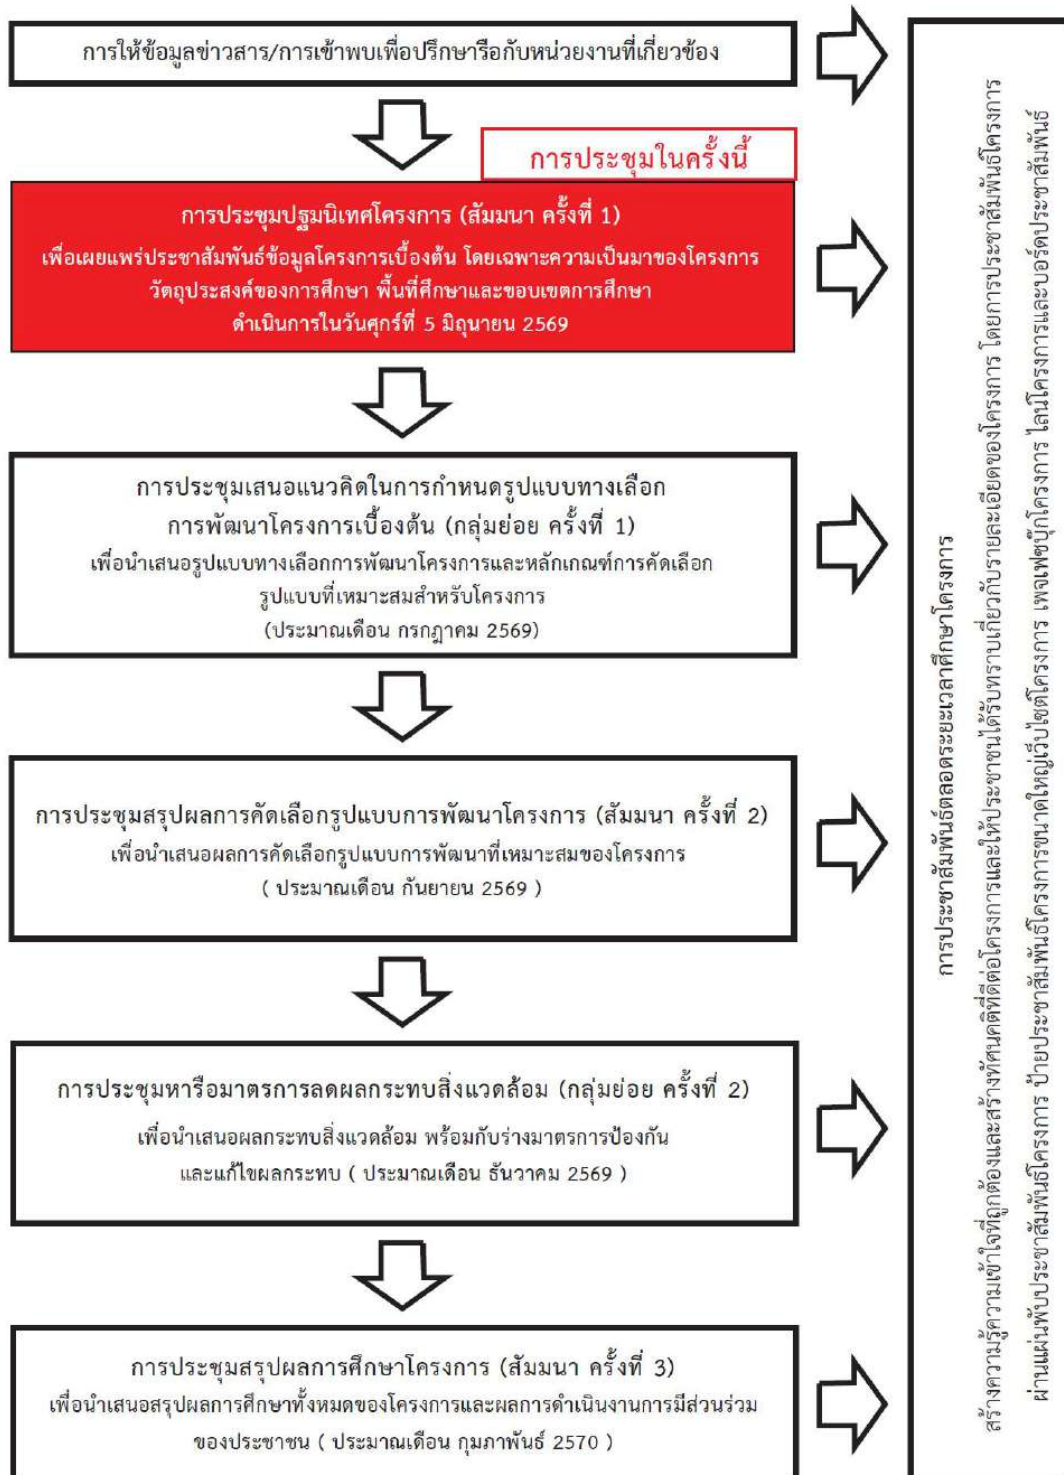 การให้ข้อมูลข่าวสาร/การเข้าพบเพื่อปรึกษารือกับหน่วยงานที่เกี่ยวข้อง
การประชุมในครั้งนี้
การประชุมปฐมนิเทศโครงการ (สัมมนา ครั้งที่ 1)
เพื่อเผยแพร่ประชาสัมพันธ์ข้อมูลโครงการเบื้องต้น โดยเฉพาะความเป็นมาของโครงการ
วัตถุประสงค์ของการศึกษา พื้นที่ศึกษาและขอบเขตการศึกษา
ดำเนินการในวันศุกร์ที่ 5 มิถุนายน 2569
การประชุมเสนอแนวคิดในการกำหนดรูปแบบทางเลือก
การพัฒนาโครงการเบื้องต้น (กลุ่มย่อย ครั้งที่ 1)
เพื่อนำเสนอรูปแบบทางเลือกการพัฒนาโครงการและหลักเกณฑ์การคัดเลือก
รูปแบบที่เหมาะสมสำหรับโครงการ
(ประมาณเดือน กรกฎาคม 2569)
การประชุมสรุปผลการคัดเลือกรูปแบบการพัฒนาโครงการ (สัมมนา ครั้งที่ 2)
เพื่อนำเสนอผลการคัดเลือกรูปแบบการพัฒนาที่เหมาะสมของโครงการ
( ประมาณเดือน กันยายน 2569 )
การประชุมหารือมาตรการลดผลกระทบสิ่งแวดล้อม (กลุ่มย่อย ครั้งที่ 2)
เพื่อนำเสนอผลกระทบสิ่งแวดล้อม พร้อมกับร่างมาตรการป้องกัน
และแก้ไขผลกระทบ ( ประมาณเดือน ธันวาคม 2569 )
การประชุมสรุปผลการศึกษาโครงการ (สัมมนา ครั้งที่ 3)
เพื่อนำเสนอสรุปผลการศึกษาทั้งหมดของโครงการและผลการดำเนินงานการมีส่วนร่วม
ของประชาชน ( ประมาณเดือน กุมภาพันธ์ 2570 )
การประชาสัมพันธ์ตลอดระยะเวลาศึกษาโครงการ
สร้างความรู้ความเข้าใจที่ถูกต้องและสร้างทัศนคติที่ดีต่อโครงการและให้ประชาชนได้รับทราบเกี่ยวกับรายละเอียดของโครงการ โดยการประชาสัมพันธ์โครงการ
ผ่านแผ่นพับประชาสัมพันธ์โครงการ ป้ายประชาสัมพันธ์โครงการขนาดใหญ่เว็บไซต์โครงการ เพจเฟซบุ๊กโครงการ ไลน์โครงการและบอร์ดประชาสัมพันธ์